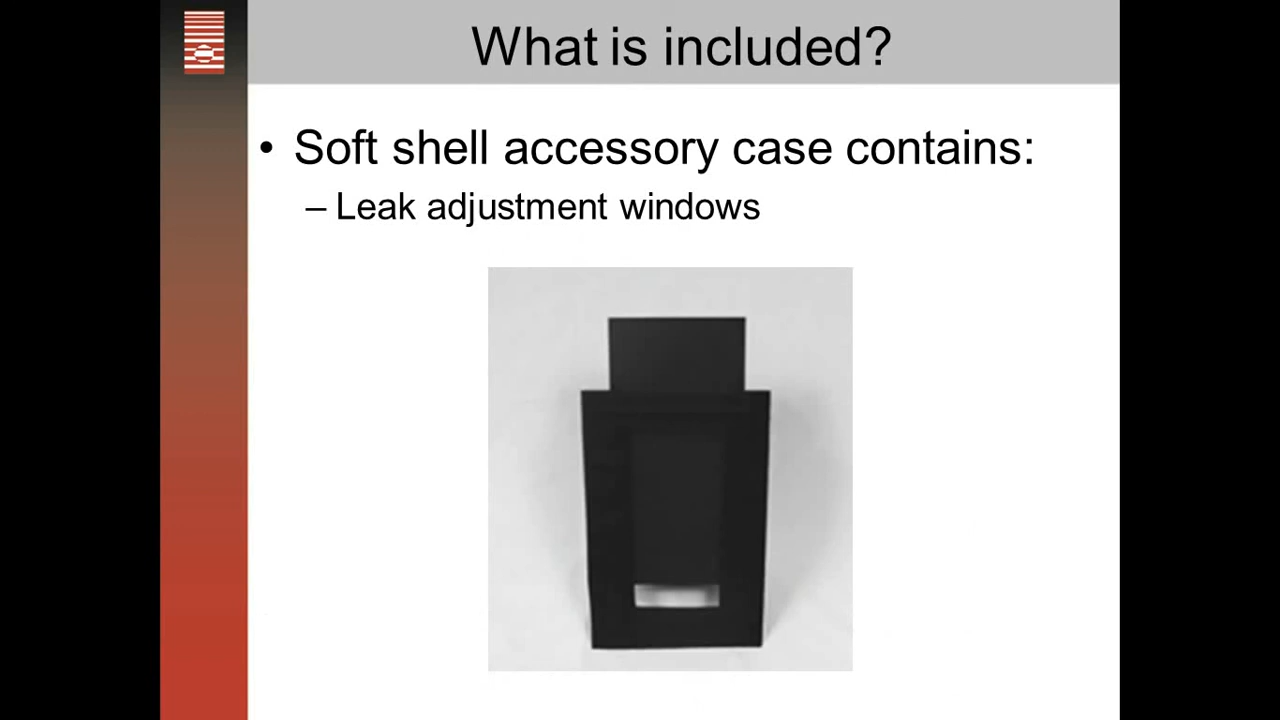 What is included?
• Soft shell accessory case contains:
– Leak adjustment windows